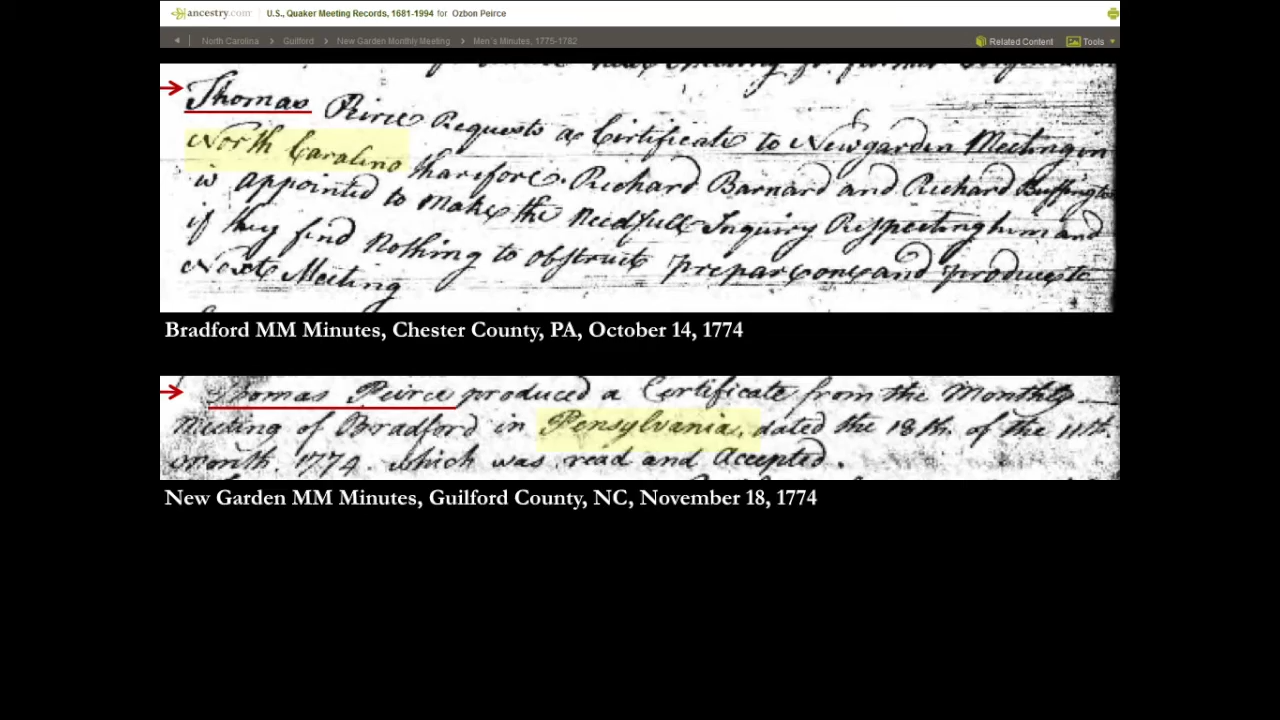 ancestry.com U.S., Quaker Meeting Records, 1681-1994 for Ozbon Peirce
North Carolina > Guilford > New Garden Monthly Meeting > Men's Minutes, 1775-1782 Related Content Tools
Thomas Peirce Requests a Certificate to Newgarden Meeting in
North Carolina tharefore Richard Barnard and Richard Buffington
is appointed to make the needfull Inquiry Respecting him and
if they find Nothing to obstruct prepare one and produce to
Next Meeting
Bradford MM Minutes, Chester County, PA, October 14, 1774
Thomas Peirce produced a Certificate from the Monthly
Meeting of Bradford in Pensylvania, dated the 18th. of the 11th.
month. 1774. which was read and Accepted.
New Garden MM Minutes, Guilford County, NC, November 18, 1774